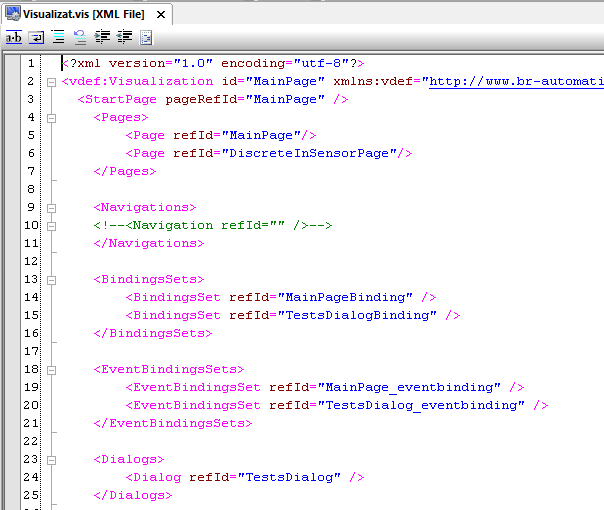 Visualizat.vis [XML File]
a·b
1 <?xml version="1.0" encoding="utf-8"?>
2 <vdef:Visualization id="MainPage" xmlns:vdef="http://www.br-automati
3 <StartPage pageRefId="MainPage" />
4 <Pages>
5 <Page refId="MainPage"/>
6 <Page refId="DiscreteInSensorPage"/>
7 </Pages>
8
9 <Navigations>
10 <!--<Navigation refId="" />-->
11 </Navigations>
12
13 <BindingsSets>
14 <BindingsSet refId="MainPageBinding" />
15 <BindingsSet refId="TestsDialogBinding" />
16 </BindingsSets>
17
18 <EventBindingsSets>
19 <EventBindingsSet refId="MainPage_eventbinding" />
20 <EventBindingsSet refId="TestsDialog_eventbinding" />
21 </EventBindingsSets>
22
23 <Dialogs>
24 <Dialog refId="TestsDialog" />
25 </Dialogs>